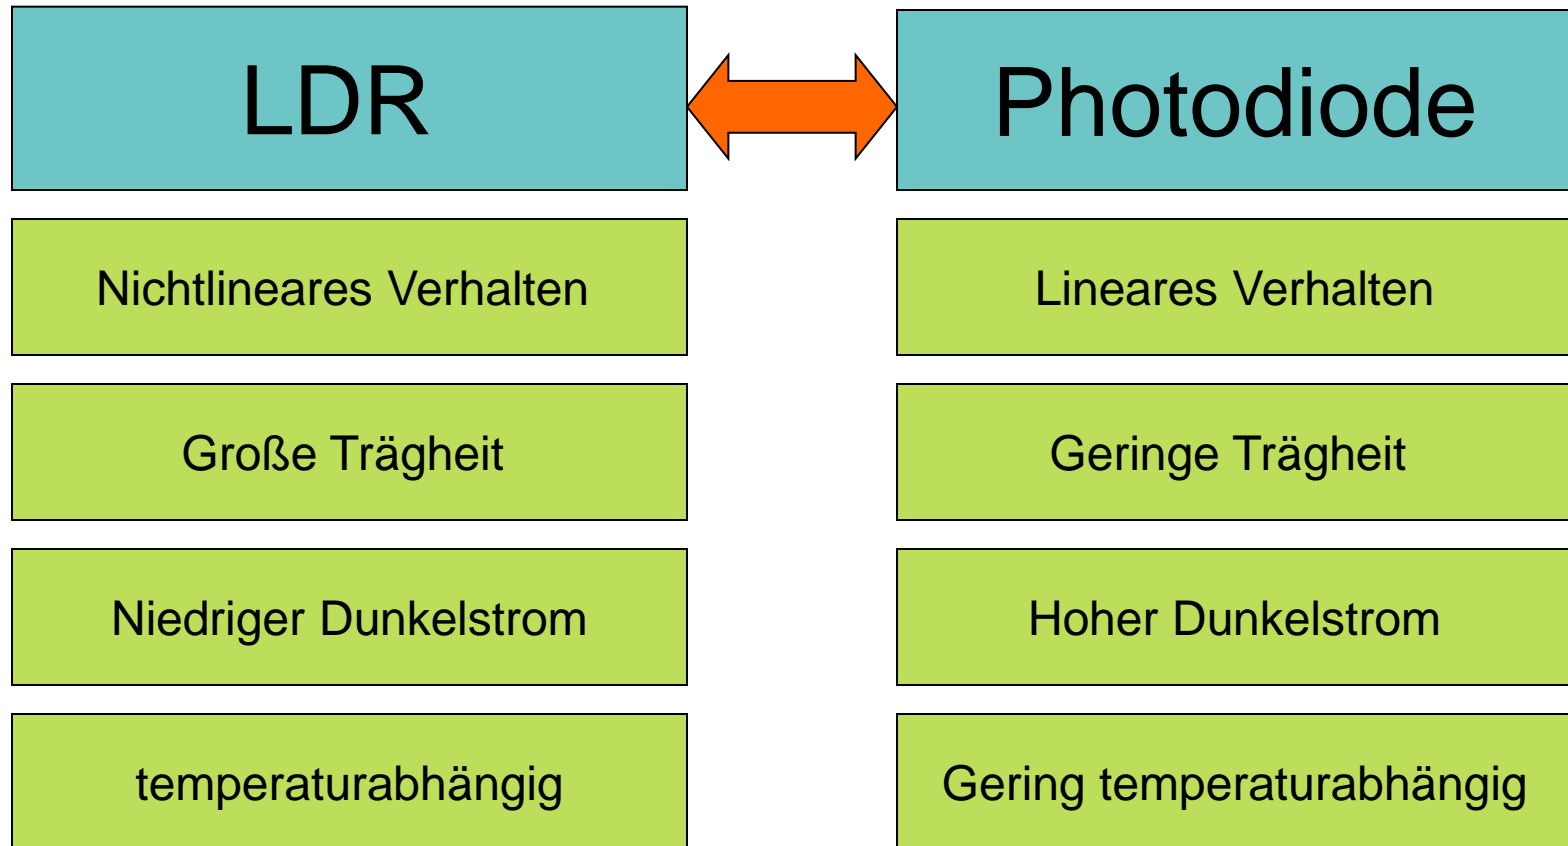 LDR
Photodiode
Nichtlineares Verhalten
Lineares Verhalten
Große Trägheit
Geringe Trägheit
Niedriger Dunkelstrom
Hoher Dunkelstrom
temperaturabhängig
Gering temperaturabhängig